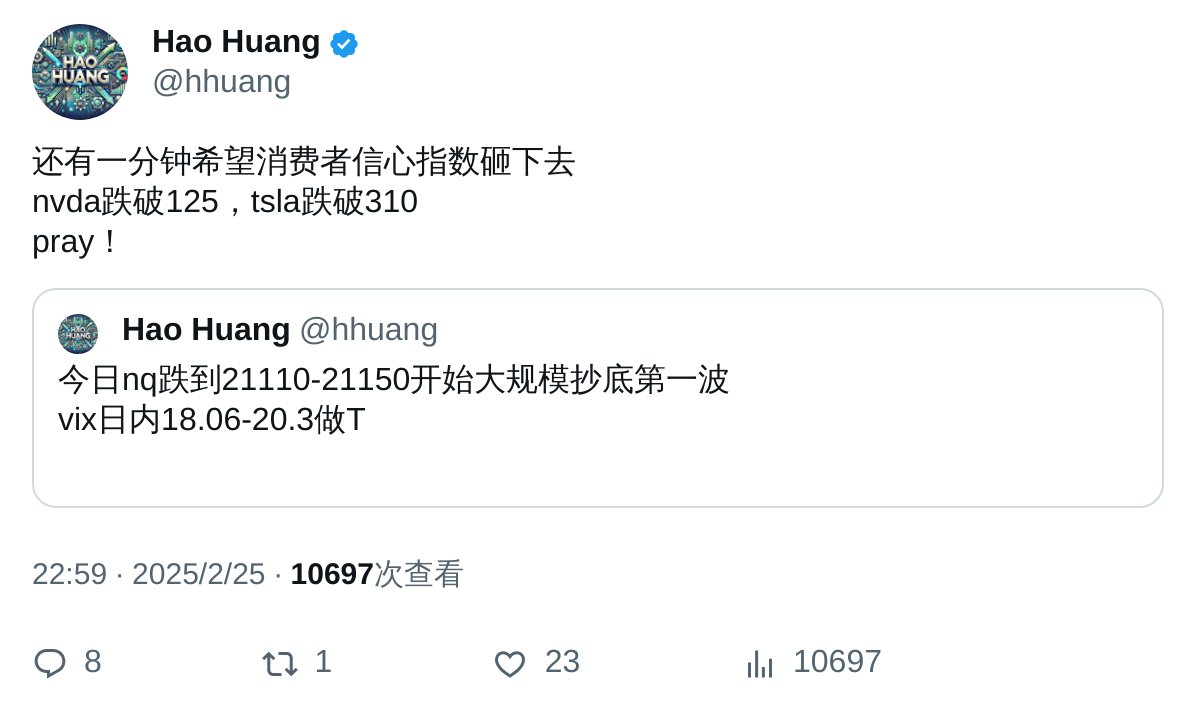 HAO
HUANG
Hao Huang
@hhuang
还有一分钟希望消费者信心指数砸下去
nvda跌破125，tsla跌破310
pray！
HAO
HUANG
Hao Huang @hhuang
今日nq跌到21110-21150开始大规模抄底第一波
vix日内18.06-20.3做T
22:59 · 2025/2/25 · 10697次查看
8 1 23 10697